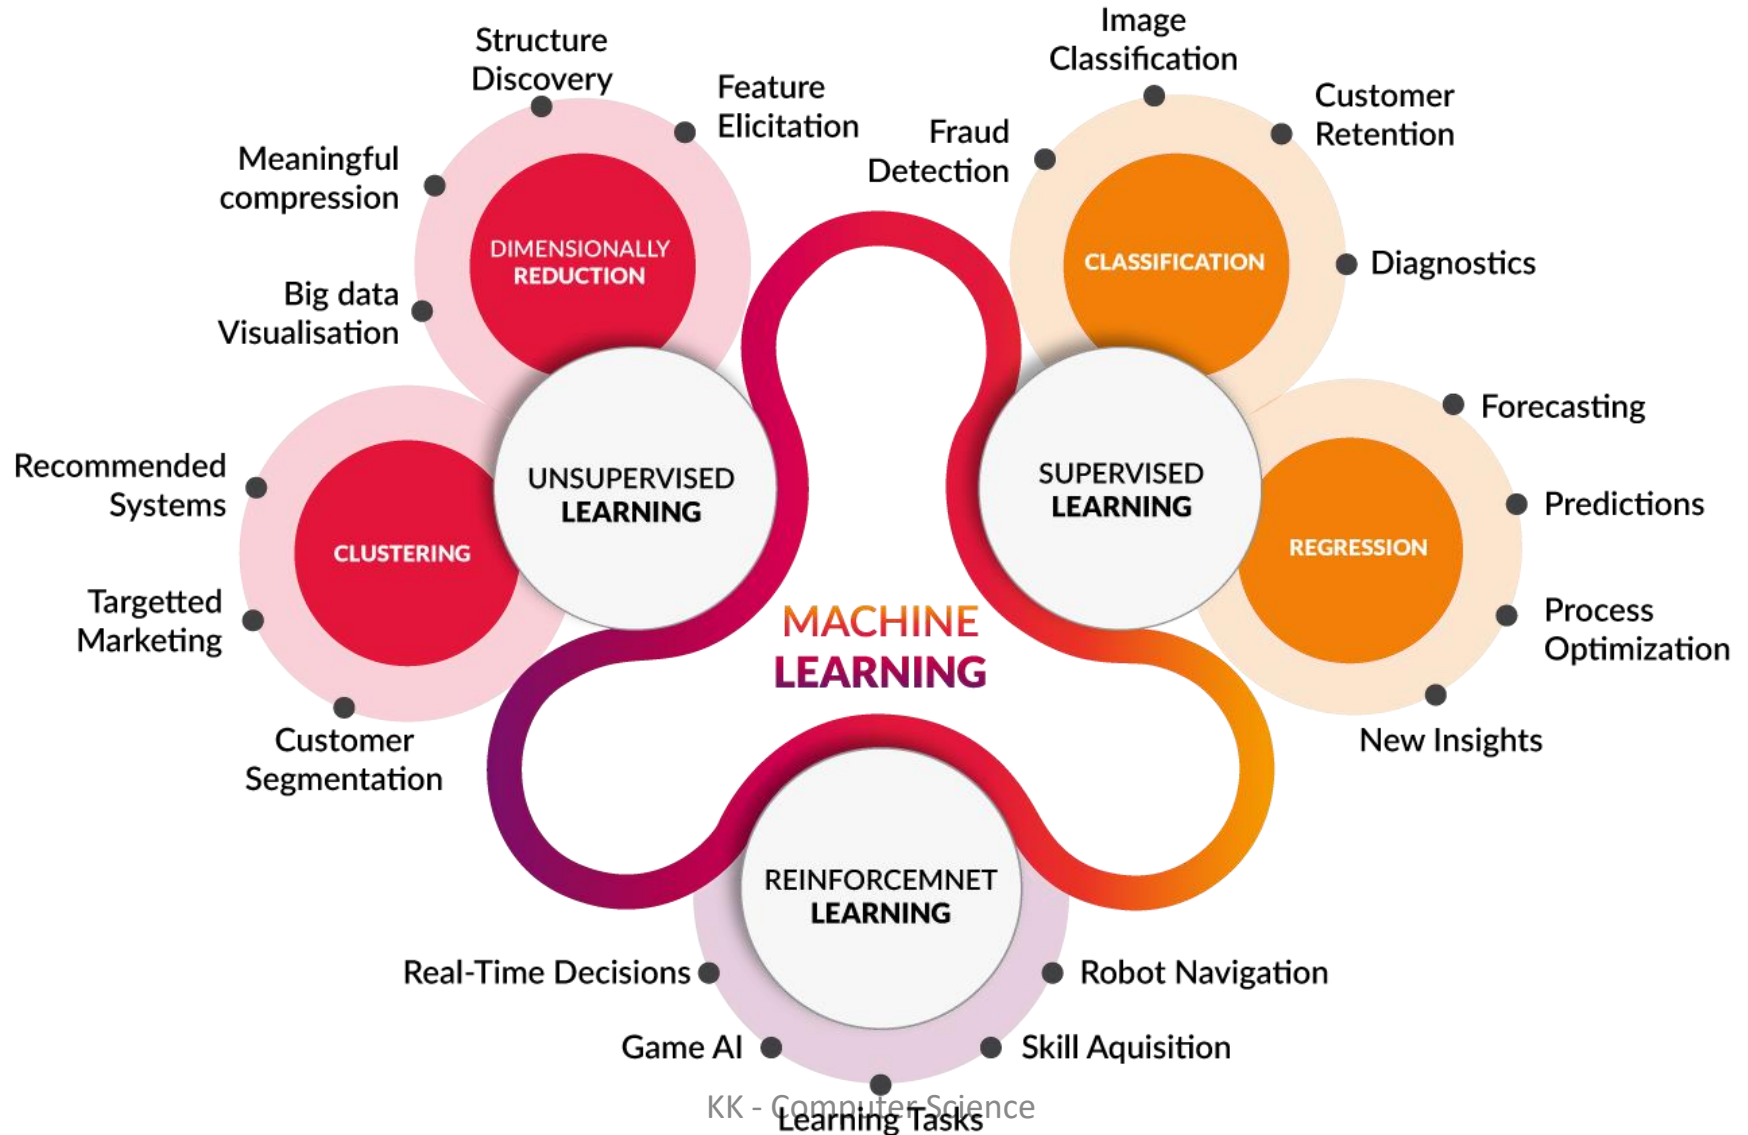 Structure
Discovery
Feature
Elicitation
Meaningful
compression
Big data
Visualisation
DIMENSIONALLY
REDUCTION
Recommended
Systems
Targetted
Marketing
Customer
Segmentation
CLUSTERING
UNSUPERVISED
LEARNING
Image
Classification
Customer
Retention
Fraud
Detection
Diagnostics
CLASSIFICATION
SUPERVISED
LEARNING
Forecasting
Predictions
Process
Optimization
New Insights
REGRESSION
MACHINE
LEARNING
REINFORCEMNET
LEARNING
Real-Time Decisions
Robot Navigation
Game AI
Skill Aquisition
KK - Computer Science
Learning Tasks